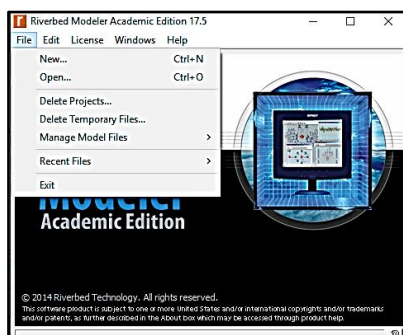 Riverbed Modeler Academic Edition 17.5
File Edit License Windows Help
New... Ctrl+N
Open... Ctrl+O
Delete Projects...
Delete Temporary Files...
Manage Model Files >
Recent Files >
Exit
Modeler
Academic Edition
© 2014 Riverbed Technology. All rights reserved.
This software product is subject to one or more United States and/or international copyrights and/or trademarks
and/or patents, as further described in the About box which may be accessed through product help.